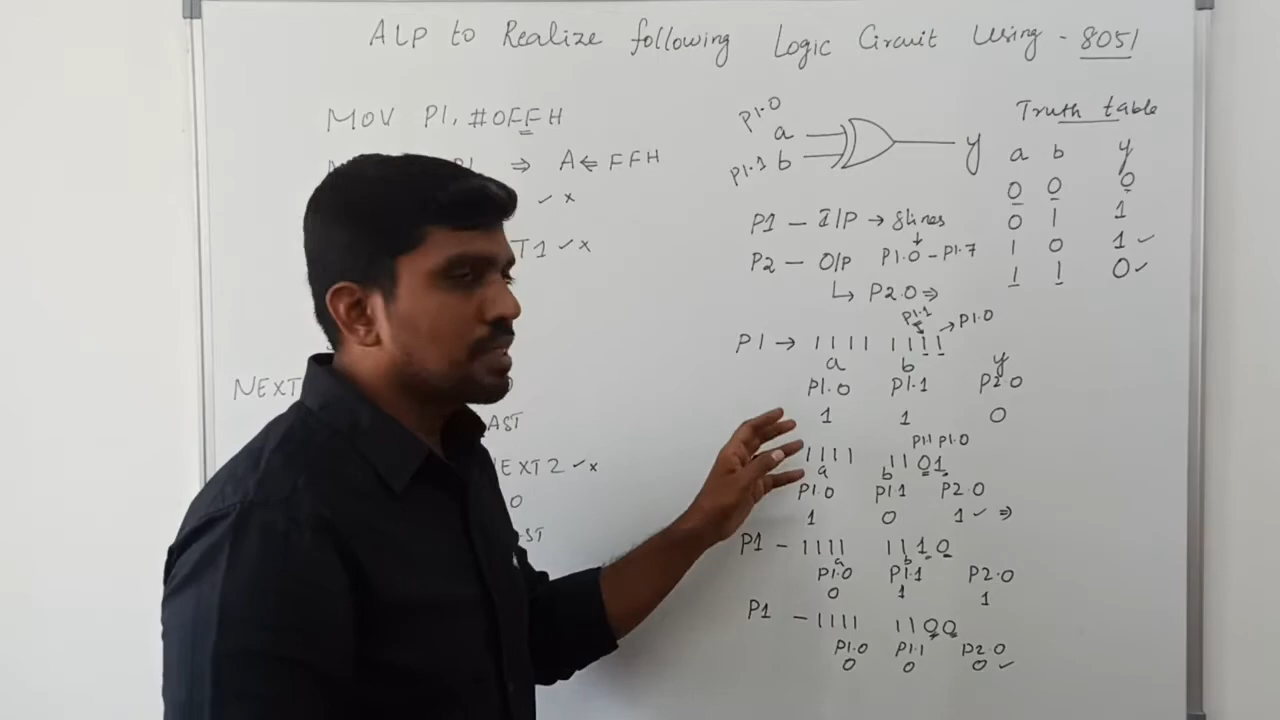 ALP to Realize following Logic Circuit Using - 8051
MOV P1, #0FFH
⇒ A ⇐ FFH
✓ ×
T1 ✓ ×
NEXT
AST
EXT2 ✓ ×
0
ST
P1.0
a
P1.1 b
y
P1 - I/P → 8lines
↓
P2 - O/P P1.0 - P1.7
↳ P2.0 ⇒
Truth table
a b y
0 0 0
0 1 1
1 0 1 ✓
1 1 0 ✓
P1.1 → P1.0
P1 → 1111 1111
a b y
P1.0 P1.1 P2.0
1 1 0
P1.1 P1.0
1111 1101
a b
P1.0 P1.1 P2.0
1 0 1 ✓ ⇒
P1 - 1111 1110
a b
P1.0 P1.1 P2.0
0 1 1
P1 - 1111 1100
P1.0 P1.1 P2.0
0 0 0 ✓